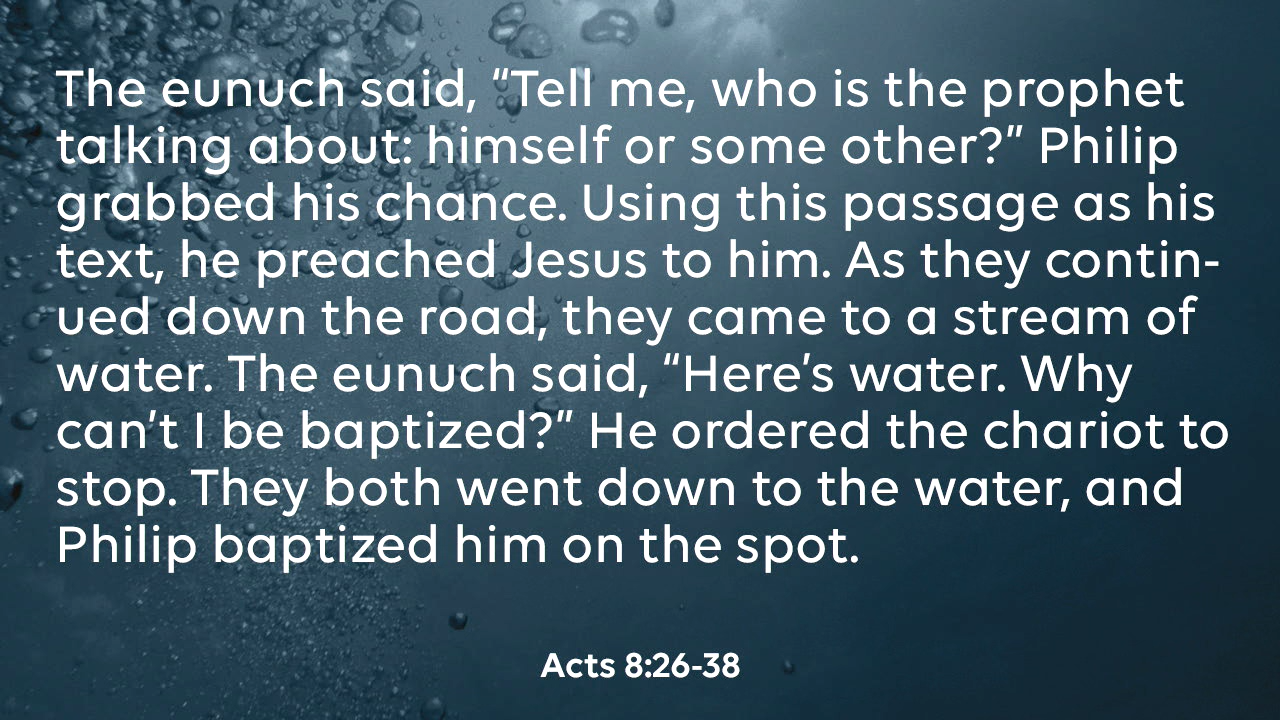 The eunuch said, “Tell me, who is the prophet
talking about: himself or some other?” Philip
grabbed his chance. Using this passage as his
text, he preached Jesus to him. As they contin-
ued down the road, they came to a stream of
water. The eunuch said, “Here’s water. Why
can’t I be baptized?” He ordered the chariot to
stop. They both went down to the water, and
Philip baptized him on the spot.
Acts 8:26-38